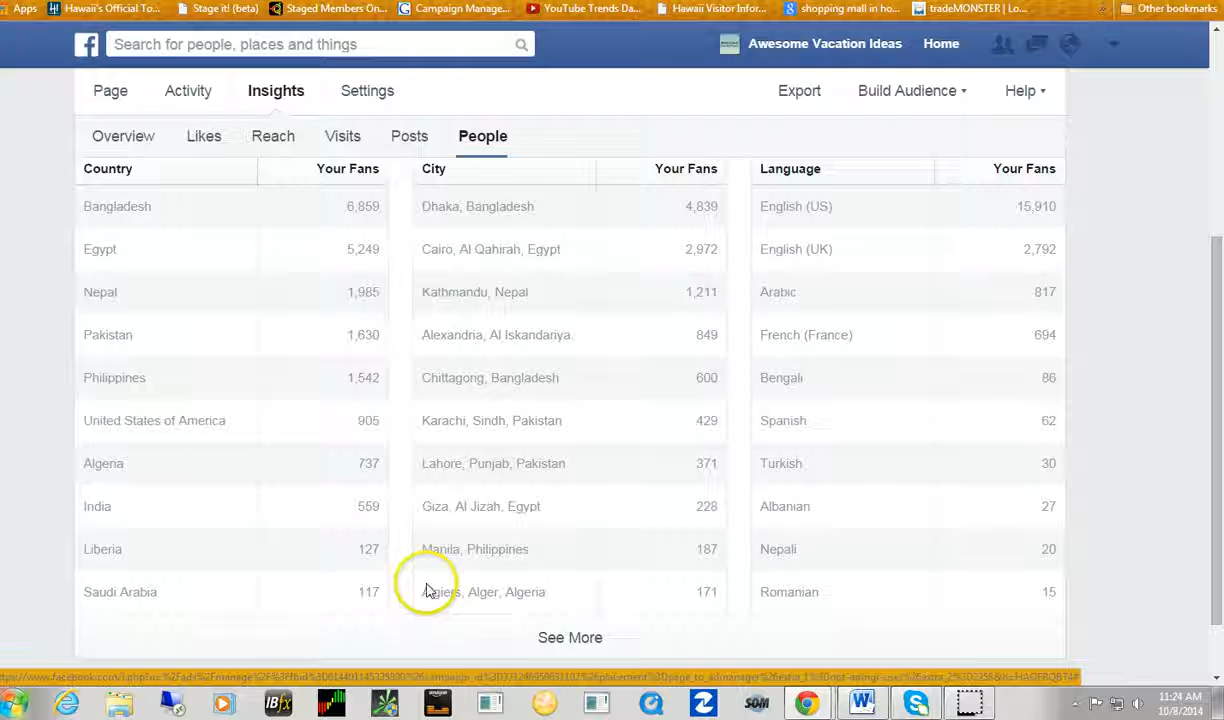 Apps Hawaii's Official To... Stage it! (beta) Staged Members On... Campaign Manage... YouTube Trends Da... Hawaii Visitor Infor... shopping mall in ho... tradeMONSTER | Lo... » Other bookmarks
Search for people, places and things Awesome Vacation Ideas Home
Page Activity Insights Settings Export Build Audience Help
Overview Likes Reach Visits Posts People
Country Your Fans City Your Fans Language Your Fans
Bangladesh 6,859 Dhaka, Bangladesh 4,839 English (US) 15,910
Egypt 5,249 Cairo, Al Qahirah, Egypt 2,972 English (UK) 2,792
Nepal 1,985 Kathmandu, Nepal 1,211 Arabic 817
Pakistan 1,630 Alexandria, Al Iskandariya. 849 French (France) 694
Philippines 1,542 Chittagong, Bangladesh 600 Bengali 86
United States of America 905 Karachi, Sindh, Pakistan 429 Spanish 62
Algeria 737 Lahore, Punjab, Pakistan 371 Turkish 30
India 559 Giza, Al Jizah, Egypt 228 Albanian 27
Liberia 127 Manila, Philippines 187 Nepali 20
Saudi Arabia 117 Algiers, Alger, Algeria 171 Romanian 15
See More
IBfx amazon SOM 11:24 AM
10/8/2014